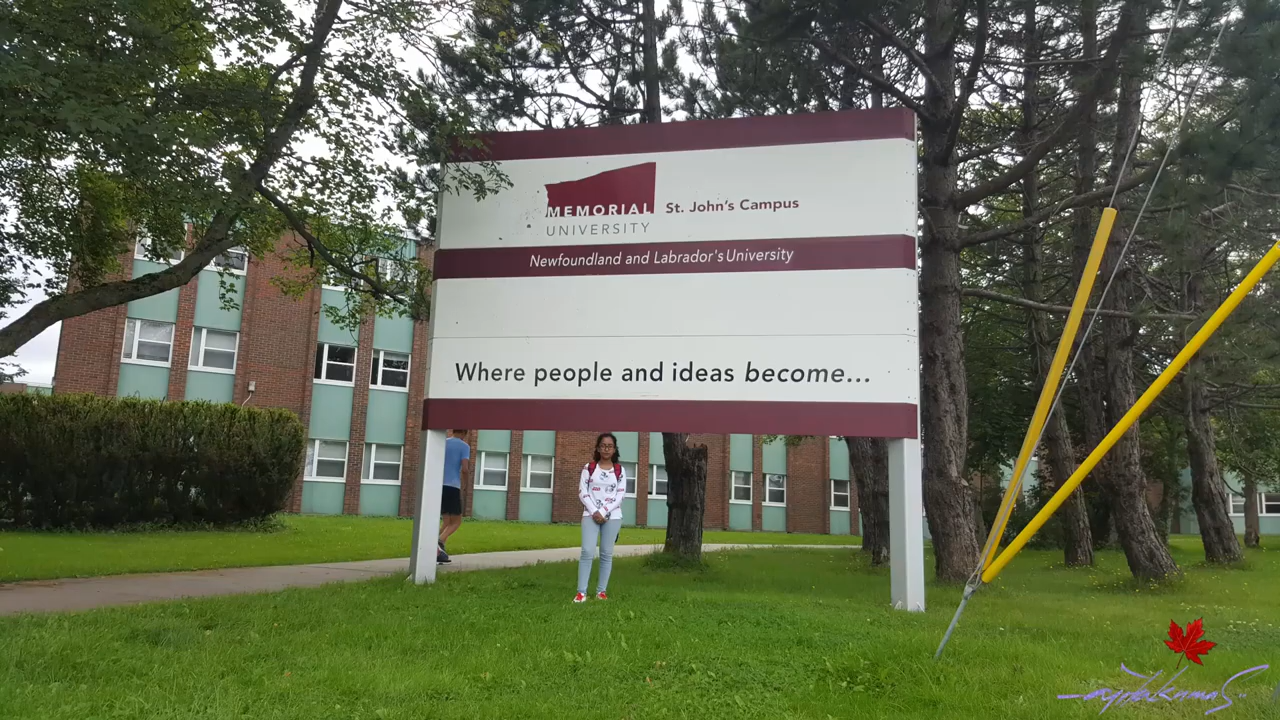 MEMORIAL
UNIVERSITY
St. John's Campus
Newfoundland and Labrador's University
Where people and ideas become...